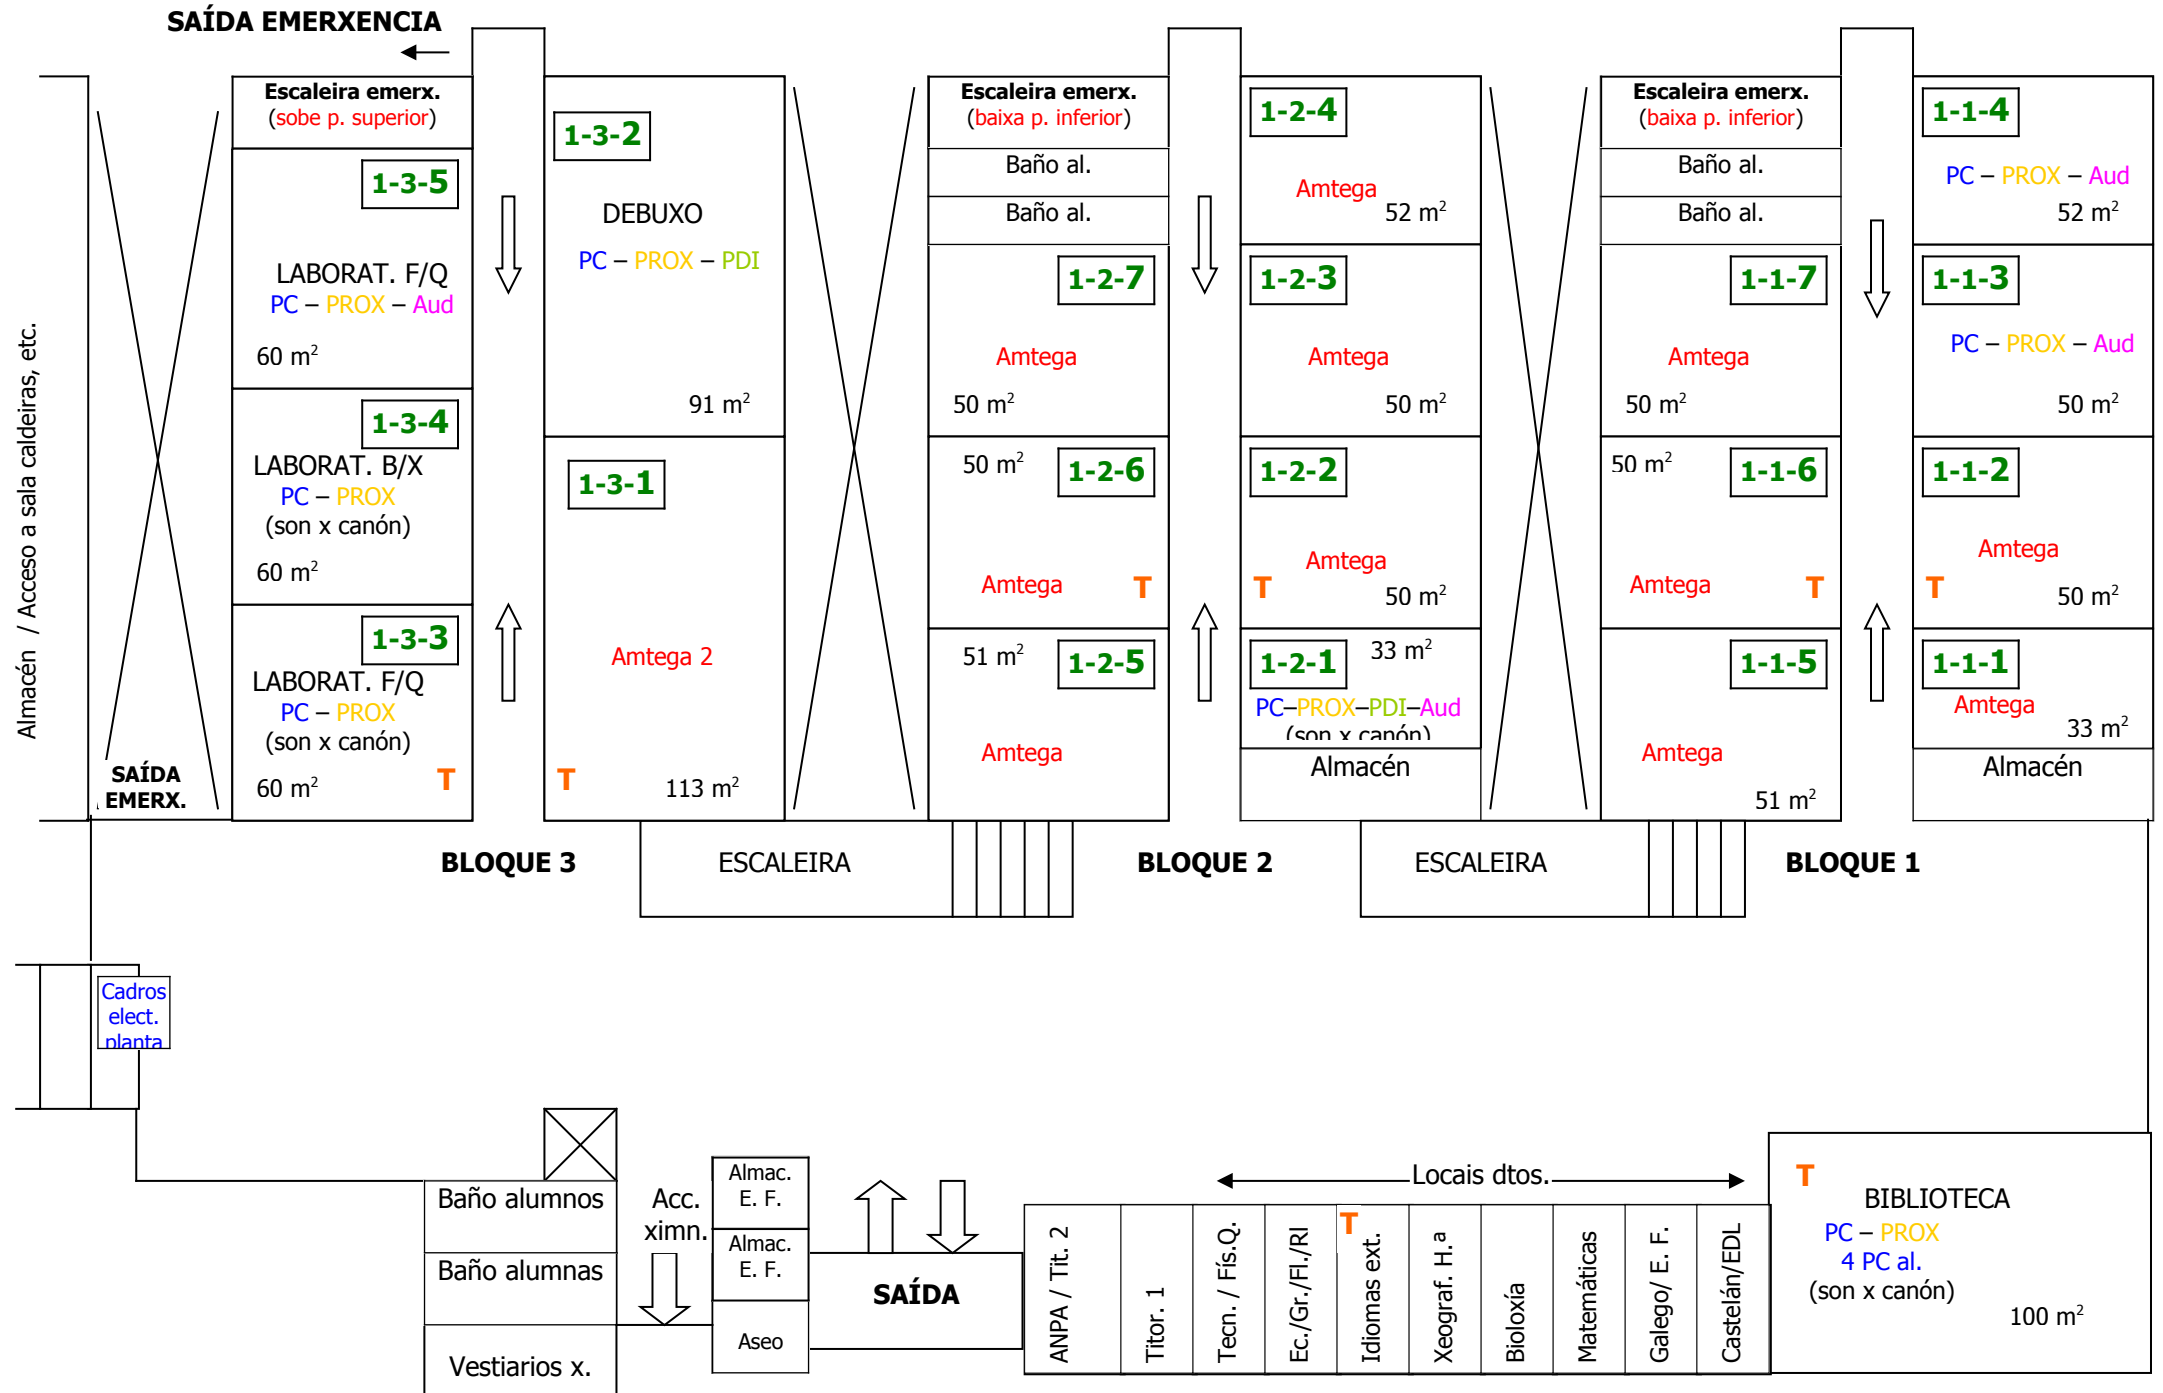 SAÍDA EMERXENCIA
Almacén / Acceso a sala caldeiras, etc.
SAÍDA
EMERX.
Escaleira emerx.
(sobe p. superior)
1-3-5
LABORAT. F/Q
PC – PROX – Aud
60 m²
1-3-4
LABORAT. B/X
PC – PROX
(son x canón)
60 m²
1-3-3
LABORAT. F/Q
PC – PROX
(son x canón)
60 m²
T
1-3-2
DEBUXO
PC – PROX – PDI
91 m²
1-3-1
Amtega 2
T
113 m²
Escaleira emerx.
(baixa p. inferior)
Baño al.
Baño al.
1-2-7
Amtega
50 m²
50 m²
1-2-6
Amtega
T
51 m²
1-2-5
Amtega
1-2-4
Amtega
52 m²
1-2-3
Amtega
50 m²
1-2-2
Amtega
T
50 m²
1-2-1
33 m²
PC–PROX–PDI–Aud
(son x canón)
Almacén
Escaleira emerx.
(baixa p. inferior)
Baño al.
Baño al.
1-1-7
Amtega
50 m²
50 m²
1-1-6
Amtega
T
1-1-5
Amtega
51 m²
1-1-4
PC – PROX – Aud
52 m²
1-1-3
PC – PROX – Aud
50 m²
1-1-2
Amtega
T
50 m²
1-1-1
Amtega
33 m²
Almacén
BLOQUE 3
ESCALEIRA
BLOQUE 2
ESCALEIRA
BLOQUE 1
Cadros
elect.
planta
Baño alumnos
Baño alumnas
Vestiarios x.
Acc.
ximn.
Almac.
E. F.
Almac.
E. F.
Aseo
SAÍDA
Locais dtos.
ANPA / Tit. 2
Titor. 1
Tecn. / Fís.Q.
Ec./Gr./Fl./RI
T
Idiomas ext.
Xeograf. H.ª
Bioloxía
Matemáticas
Galego/ E. F.
Castelán/EDL
T
BIBLIOTECA
PC – PROX
4 PC al.
(son x canón)
100 m²